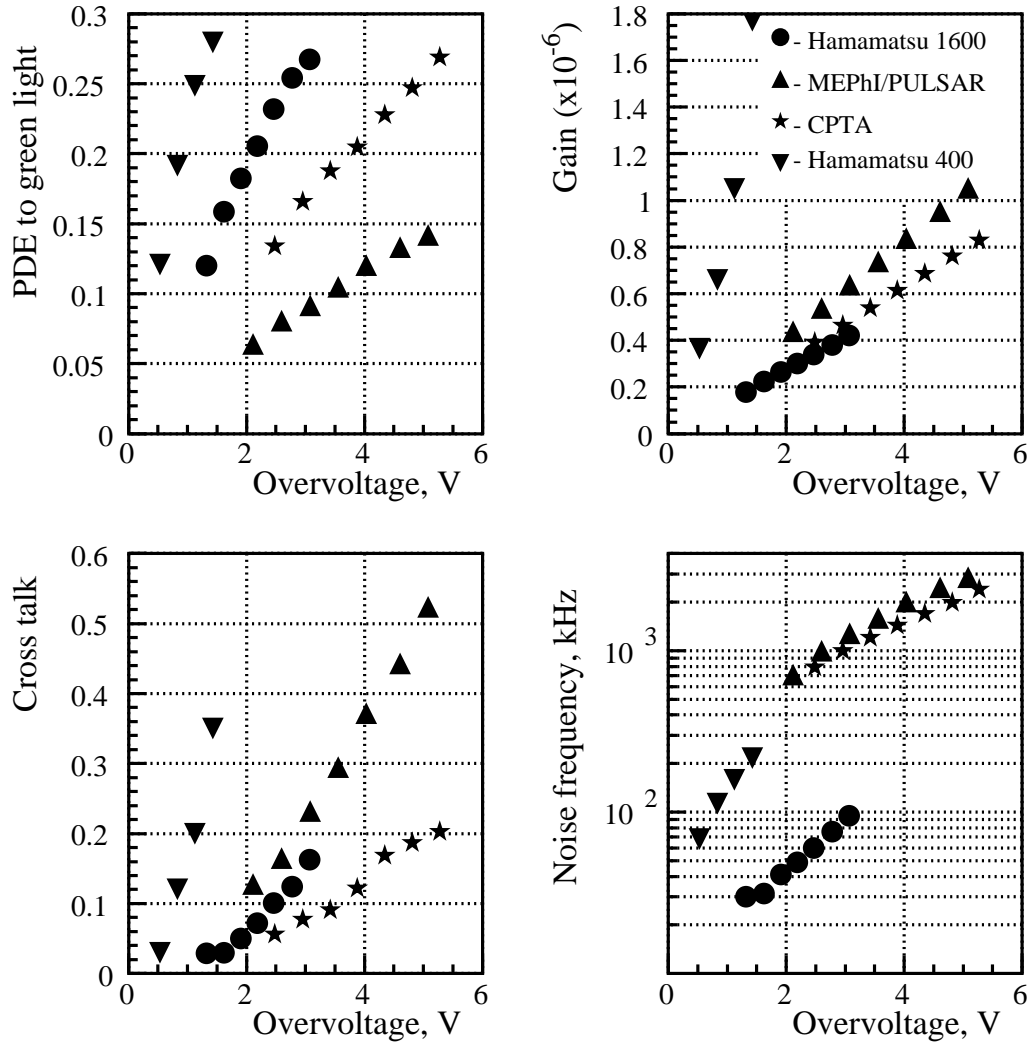 PDE to green light
0.3
0.25
0.2
0.15
0.1
0.05
0
0 2 4 6
Overvoltage, V
Gain (x10-6)
1.8
1.6
1.4
1.2
1
0.8
0.6
0.4
0.2
0
0 2 4 6
Overvoltage, V
- Hamamatsu 1600
- MEPhI/PULSAR
- CPTA
- Hamamatsu 400
Cross talk
0.6
0.5
0.4
0.3
0.2
0.1
0
0 2 4 6
Overvoltage, V
Noise frequency, kHz
10 3
10 2
0 2 4 6
Overvoltage, V